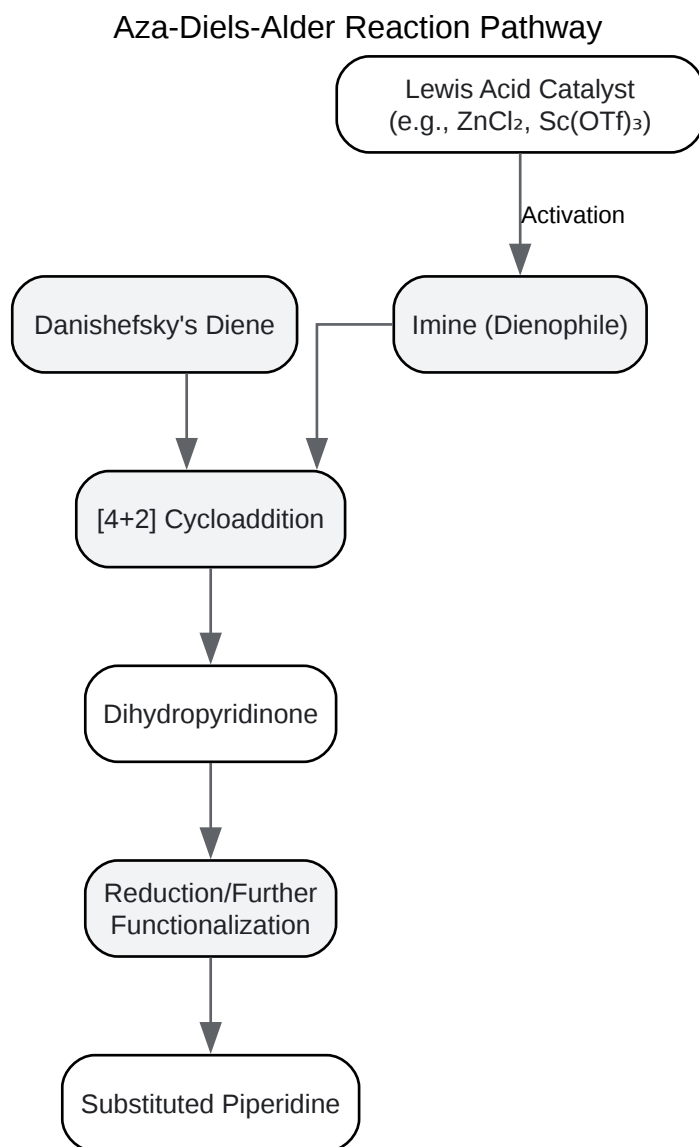 Aza-Diels-Alder Reaction Pathway
Lewis Acid Catalyst
(e.g., ZnCl₂, Sc(OTf)₃)
Activation
Danishefsky's Diene
Imine (Dienophile)
[4+2] Cycloaddition
Dihydropyridinone
Reduction/Further
Functionalization
Substituted Piperidine